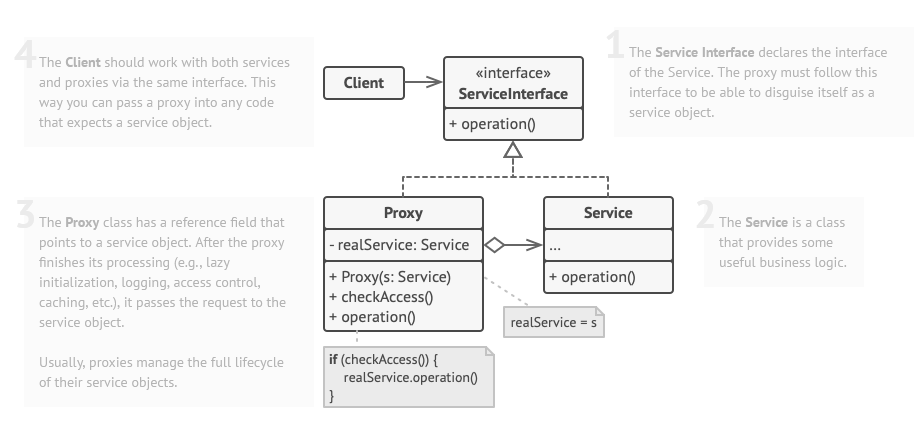 4
The Client should work with both services
and proxies via the same interface. This
way you can pass a proxy into any code
that expects a service object.
Client
«interface»
ServiceInterface
+ operation()
1
The Service Interface declares the interface
of the Service. The proxy must follow this
interface to be able to disguise itself as a
service object.
3
The Proxy class has a reference field that
points to a service object. After the proxy
finishes its processing (e.g., lazy
initialization, logging, access control,
caching, etc.), it passes the request to the
service object.
Usually, proxies manage the full lifecycle
of their service objects.
Proxy
- realService: Service
+ Proxy(s: Service)
+ checkAccess()
+ operation()
Service
...
+ operation()
2
The Service is a class
that provides some
useful business logic.
realService = s
if (checkAccess()) {
realService.operation()
}